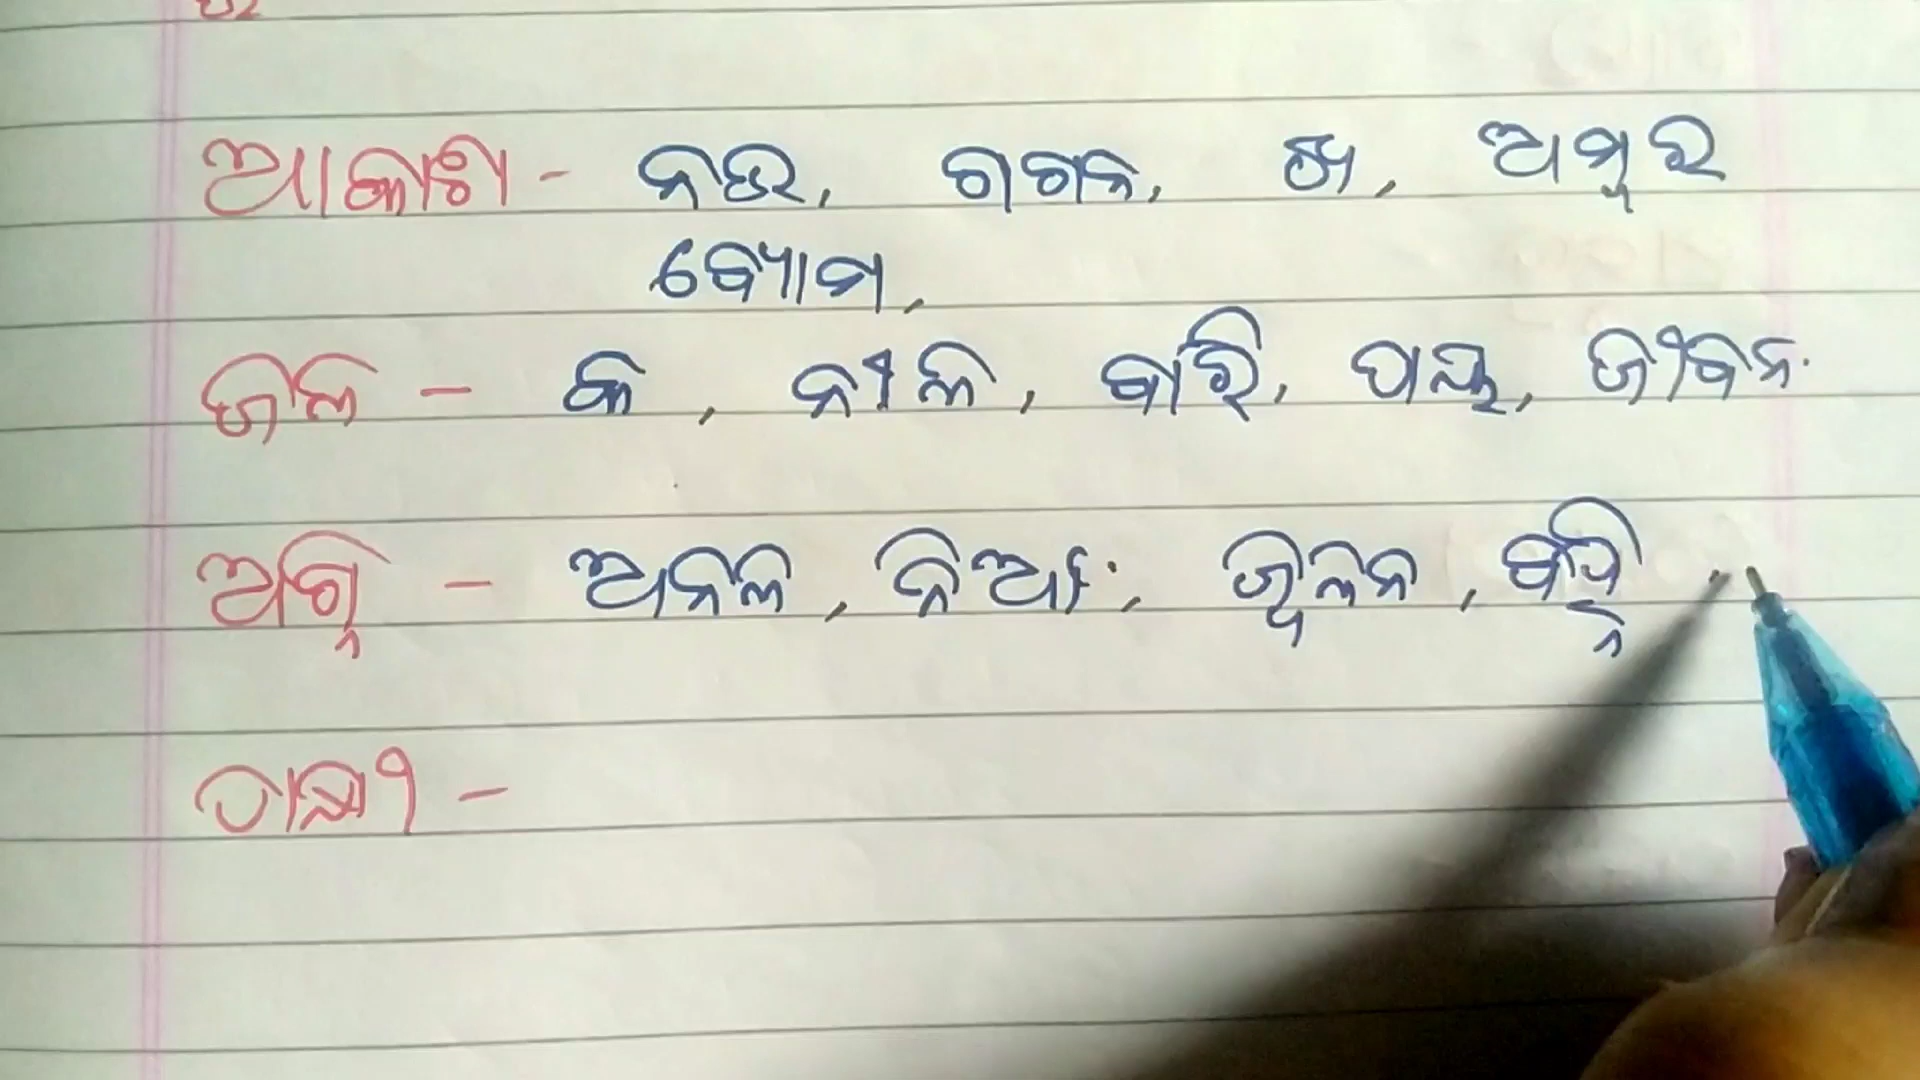 ଆକାଶ - ନଭ, ଗଗନ, ଖ, ଅମ୍ବର
ବ୍ୟୋମ,
ଜଳ - କ, ନୀଳ, ବାରି, ପୟ, ଜୀବନ
ଅଗ୍ନି - ଅନଳ, ନିଆଁ, ଜ୍ୱଳନ, ବହ୍ନି